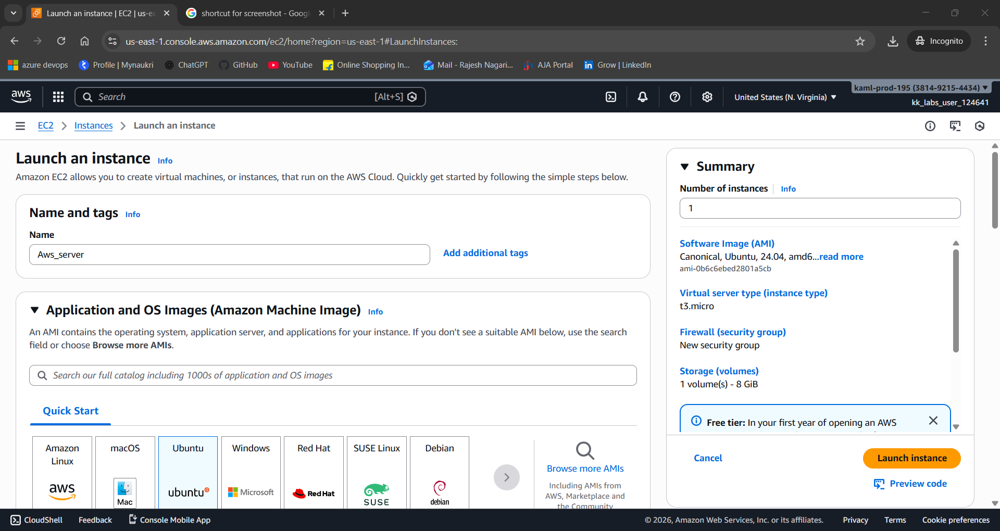 Launch an instance | EC2 | us-ea
shortcut for screenshot - Googl
us-east-1.console.aws.amazon.com/ec2/home?region=us-east-1#LaunchInstances:
Incognito
azure devops
Profile | Mynaukri
ChatGPT
GitHub
YouTube
Online Shopping In...
Mail - Rajesh Nagari...
AJA Portal
Grow | LinkedIn
aws
Search
[Alt+S]
United States (N. Virginia)
kaml-prod-195 (3814-9215-4434)
kk_labs_user_124641
EC2
Instances
Launch an instance
Launch an instance Info
Amazon EC2 allows you to create virtual machines, or instances, that run on the AWS Cloud. Quickly get started by following the simple steps below.
Name and tags Info
Name
Aws_server
Add additional tags
Application and OS Images (Amazon Machine Image) Info
An AMI contains the operating system, application server, and applications for your instance. If you don't see a suitable AMI below, use the search
field or choose Browse more AMIs.
Search our full catalog including 1000s of application and OS images
Quick Start
Amazon
Linux
aws
macOS
Mac
Ubuntu
ubuntu
Windows
Microsoft
Red Hat
Red Hat
SUSE Linux
SUSE
Debian
debian
Browse more AMIs
Including AMIs from
AWS, Marketplace and
the Community
Summary
Number of instances Info
1
Software Image (AMI)
Canonical, Ubuntu, 24.04, amd6...read more
ami-0b6c6ebed2801a5cb
Virtual server type (instance type)
t3.micro
Firewall (security group)
New security group
Storage (volumes)
1 volume(s) - 8 GiB
Free tier: In your first year of opening an AWS
Cancel
Launch instance
Preview code
CloudShell
Feedback
Console Mobile App
© 2026, Amazon Web Services, Inc. or its affiliates.
Privacy
Terms
Cookie preferences